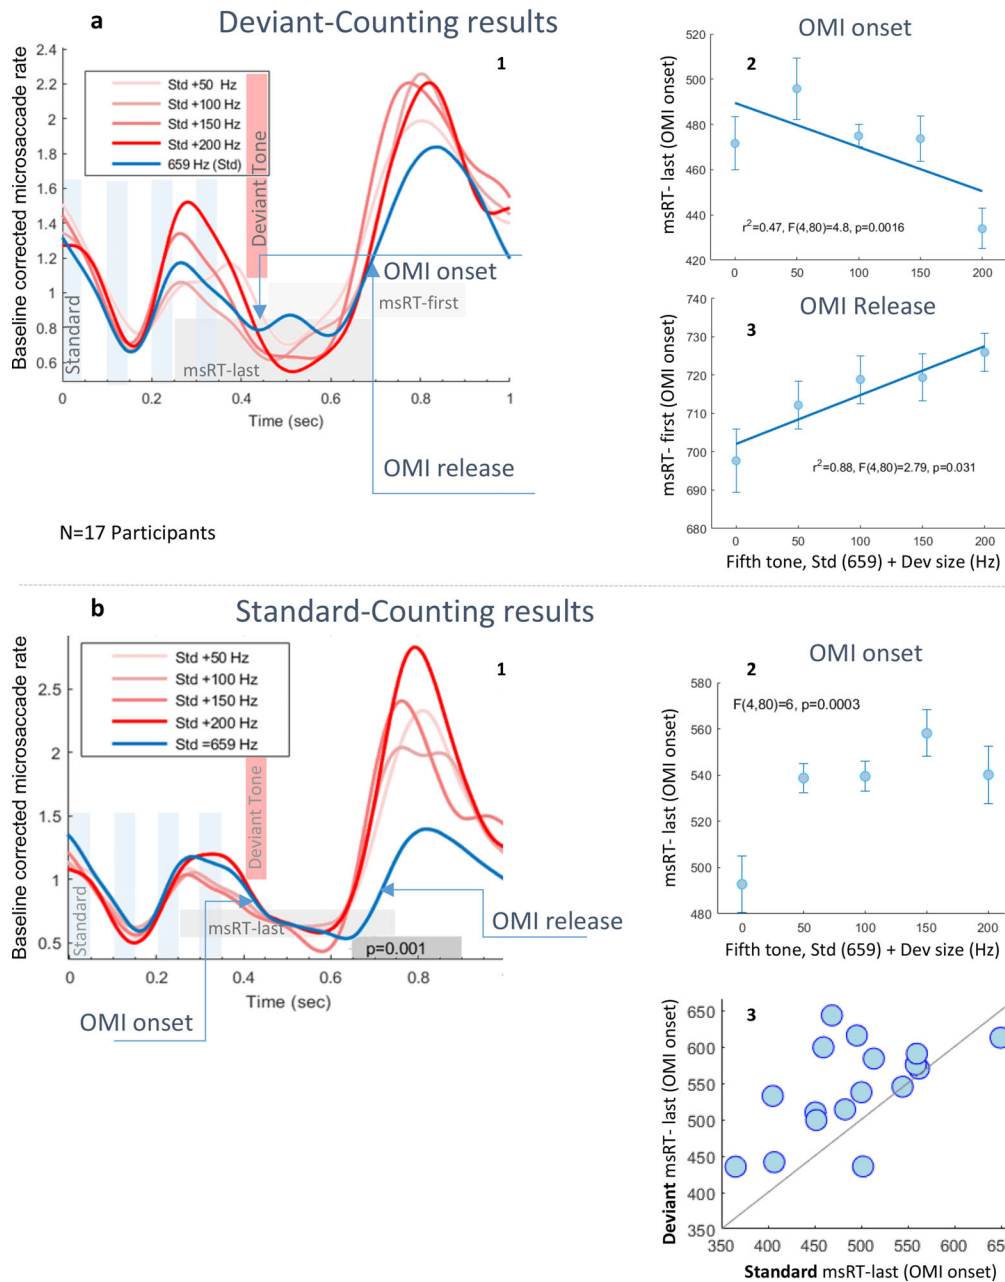 a
Deviant-Counting results
Baseline corrected microsaccade rate
2.4
2.2
2
1.8
1.6
1.4
1.2
1
0.8
0.6
Std +50 Hz
Std +100 Hz
Std +150 Hz
Std +200 Hz
659 Hz (Std)
1
Deviant Tone
Standard
OMI onset
msRT-first
msRT-last
0
0.2
0.4
0.6
0.8
1
Time (sec)
OMI release
N=17 Participants
OMI onset
2
msRT- last (OMI onset)
520
500
480
460
440
420
r²=0.47, F(4,80)=4.8, p=0.0016
0
50
100
150
200
OMI Release
3
msRT- first (OMI onset)
740
730
720
710
700
690
680
r²=0.88, F(4,80)=2.79, p=0.031
0
50
100
150
200
Fifth tone, Std (659) + Dev size (Hz)
b
Standard-Counting results
Baseline corrected microsaccade rate
2.5
2
1.5
1
0.5
Std +50 Hz
Std +100 Hz
Std +150 Hz
Std +200 Hz
Std =659 Hz
1
Deviant Tone
Standard
msRT-last
OMI release
p=0.001
0
0.2
0.4
0.6
0.8
Time (sec)
OMI onset
OMI onset
2
msRT- last (OMI onset)
580
560
540
520
500
480
F(4,80)=6, p=0.0003
0
50
100
150
200
Fifth tone, Std (659) + Dev size (Hz)
3
Deviant msRT- last (OMI onset)
650
600
550
500
450
400
350
350
400
450
500
550
600
Standard msRT-last (OMI onset)